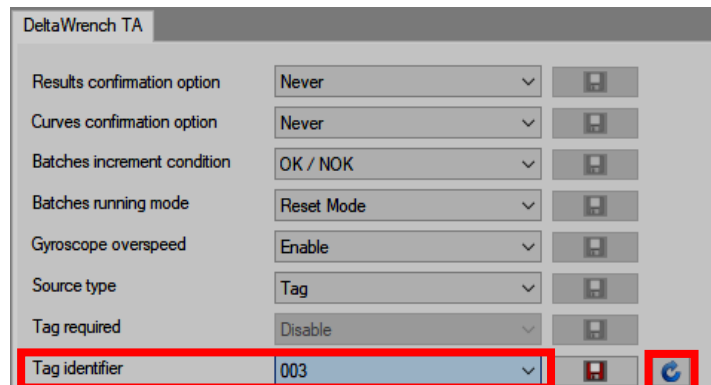 DeltaWrench TA
Results confirmation option Never
Curves confirmation option Never
Batches increment condition OK / NOK
Batches running mode Reset Mode
Gyroscope overspeed Enable
Source type Tag
Tag required Disable
Tag identifier 003